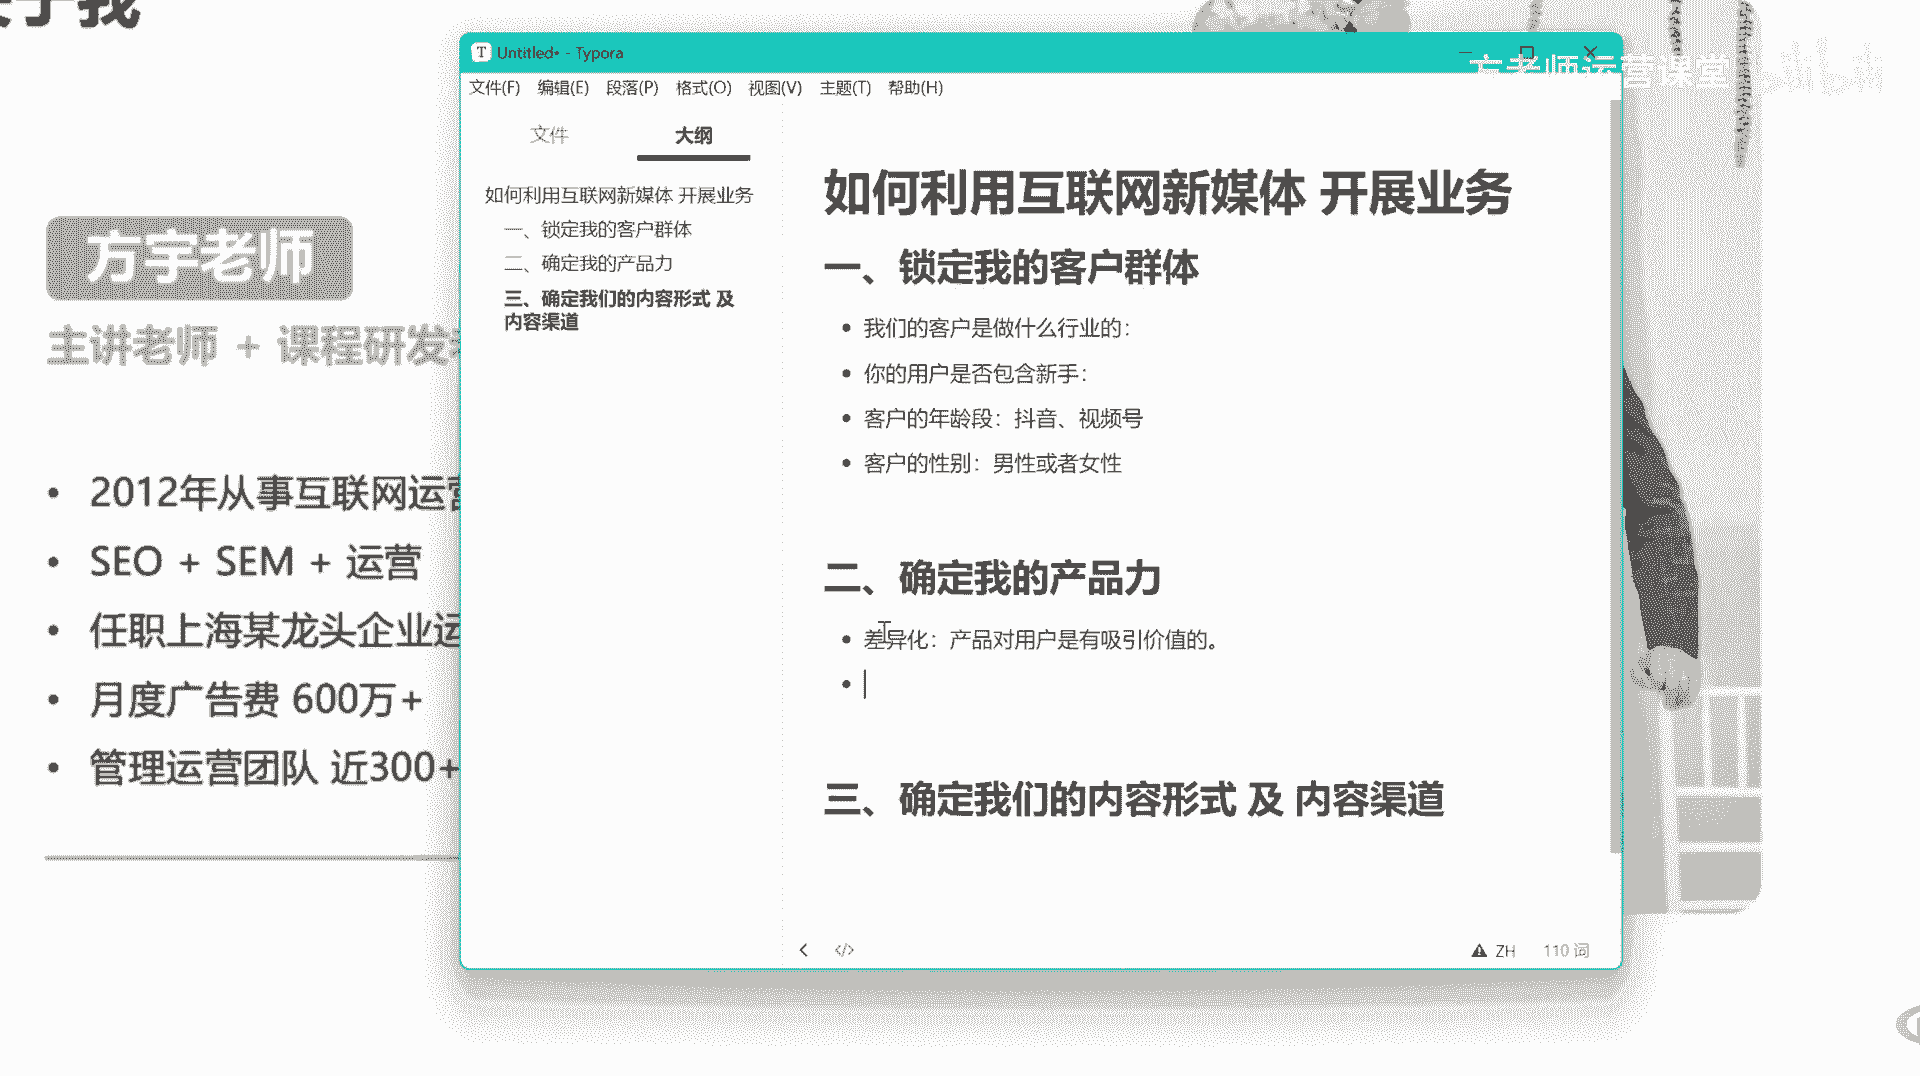 方宇老师
主讲老师 + 课程研发
• 2012年从事互联网运营
• SEO + SEM + 运营
• 任职上海某龙头企业运
• 月度广告费 600万+
• 管理运营团队 近300+
方老师运营课堂
bilibili
Untitled• - Typora
文件(F) 编辑(E) 段落(P) 格式(O) 视图(V) 主题(T) 帮助(H)
文件 大纲
如何利用互联网新媒体 开展业务
一、锁定我的客户群体
二、确定我的产品力
三、确定我们的内容形式 及
内容渠道
如何利用互联网新媒体 开展业务
一、锁定我的客户群体
• 我们的客户是做什么行业的：
• 你的用户是否包含新手：
• 客户的年龄段：抖音、视频号
• 客户的性别：男性或者女性
二、确定我的产品力
• 差异化：产品对用户是有吸引价值的。
三、确定我们的内容形式 及 内容渠道
ZH 110 词